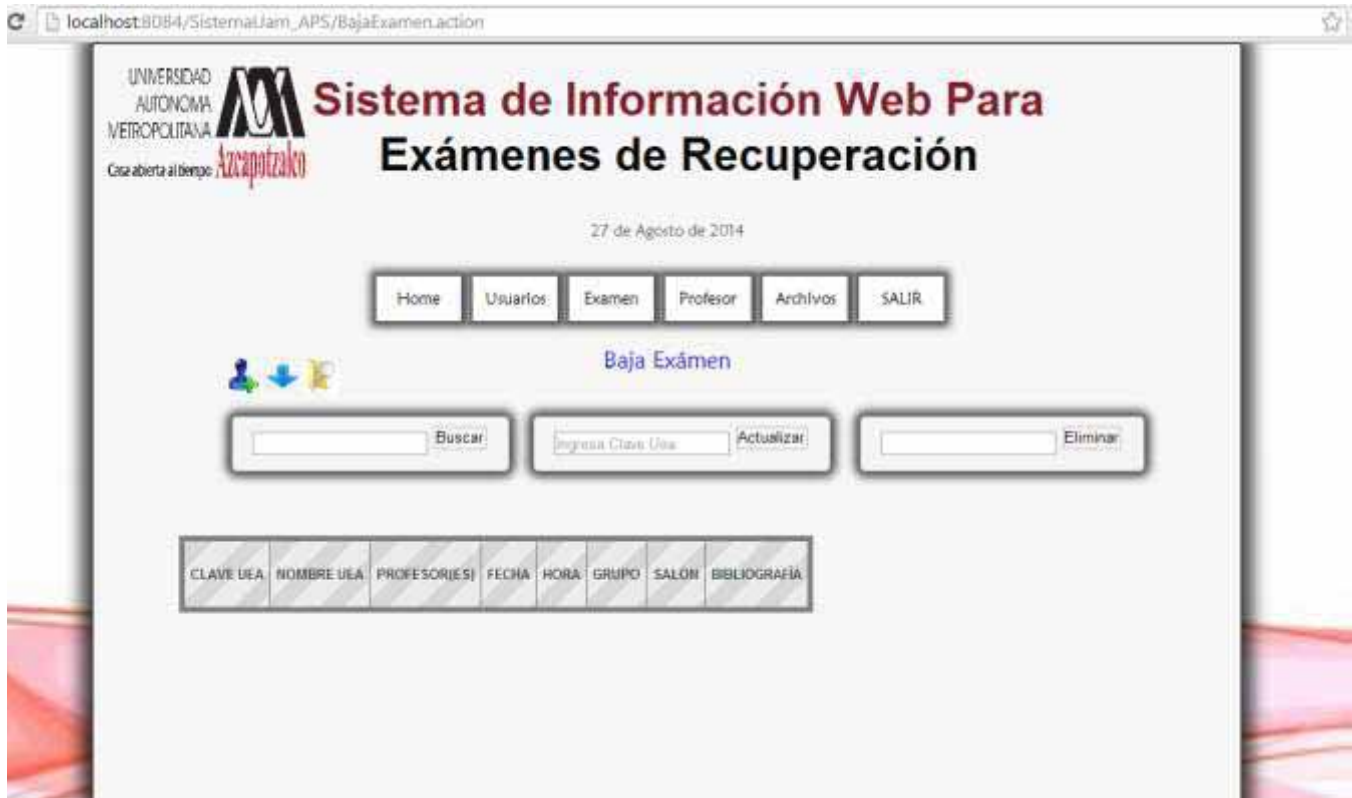 localhost:8084/SistemaUam_APS/BajaExamen.action
UNIVERSIDAD
AUTONOMA
METROPOLITANA
Casa abierta al tiempo Azcapotzalco
Sistema de Información Web Para
Exámenes de Recuperación
27 de Agosto de 2014
Home Usuarios Examen Profesor Archivos SALIR
Baja Exámen
Buscar Ingresa Clave Uea Actualizar Eliminar
CLAVE UEA NOMBRE UEA PROFESOR(ES) FECHA HORA GRUPO SALON BIBLIOGRAFÍA